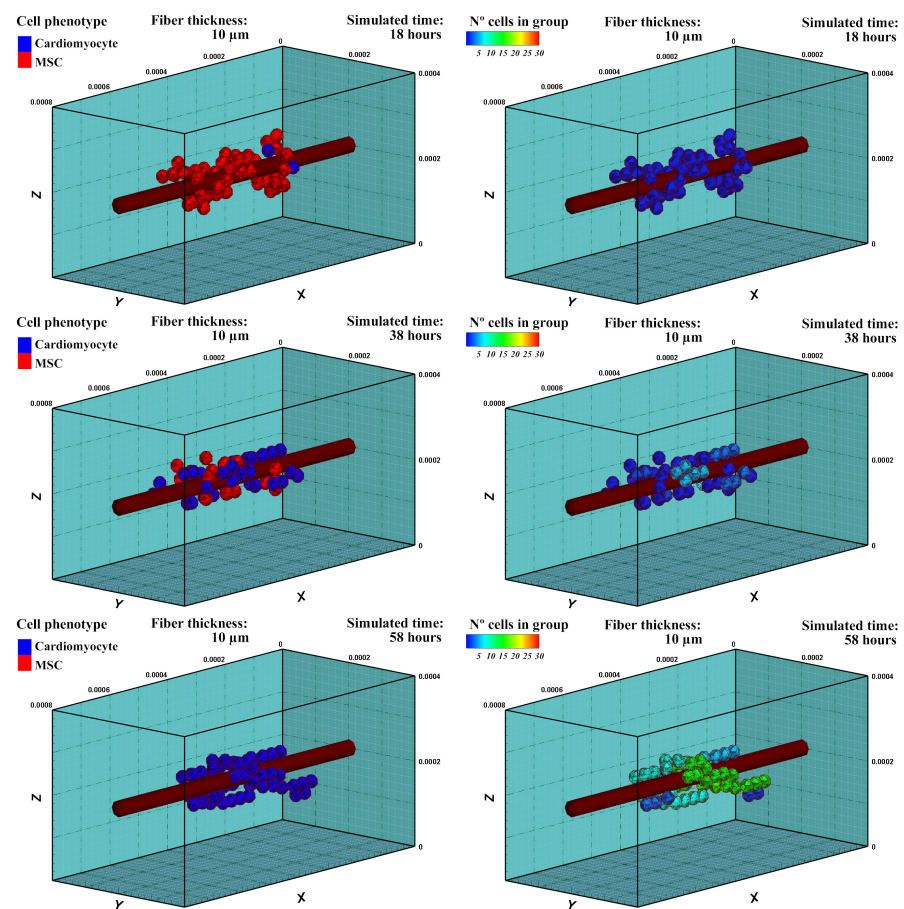 Cell phenotype Fiber thickness: Simulated time:
Cardiomyocyte 10 µm 0 18 hours
MSC
0.0002 0.0002
0.0004
0.0006 0.0004
0.0008
Z 0.0002
0
Y X
Nº cells in group Fiber thickness: Simulated time:
5 10 15 20 25 30 10 µm 0 18 hours
0.0002 0.0002
0.0004
0.0006 0.0004
0.0008
Z 0.0002
0
Y X
Cell phenotype Fiber thickness: Simulated time:
Cardiomyocyte 10 µm 0 38 hours
MSC
0.0002 0.0002
0.0004
0.0006 0.0004
0.0008
Z 0.0002
0
Y X
Nº cells in group Fiber thickness: Simulated time:
5 10 15 20 25 30 10 µm 0 38 hours
0.0002 0.0002
0.0004
0.0006 0.0004
0.0008
Z 0.0002
0
Y X
Cell phenotype Fiber thickness: Simulated time:
Cardiomyocyte 10 µm 0 58 hours
MSC
0.0002 0.0002
0.0004
0.0006 0.0004
0.0008
Z 0.0002
0
Y X
Nº cells in group Fiber thickness: Simulated time:
5 10 15 20 25 30 10 µm 0 58 hours
0.0002 0.0002
0.0004
0.0006 0.0004
0.0008
Z 0.0002
0
Y X